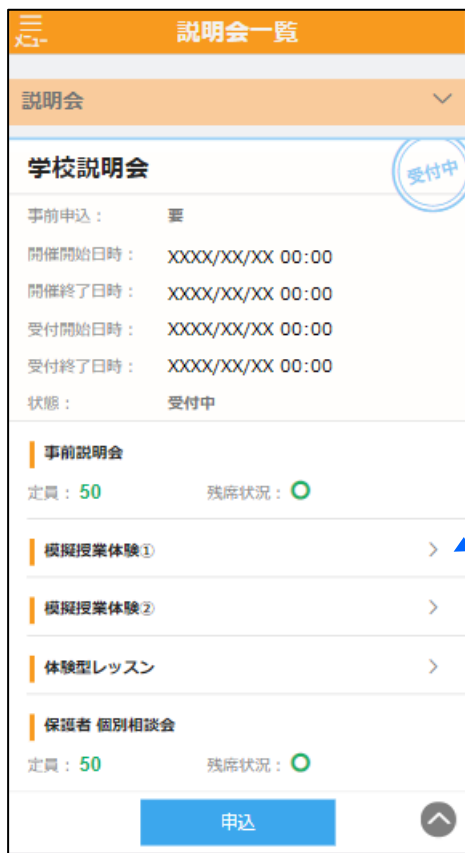 メニュー
説明会一覧
説明会
学校説明会
受付中
事前申込： 要
開催開始日時： XXXX/XX/XX 00:00
開催終了日時： XXXX/XX/XX 00:00
受付開始日時： XXXX/XX/XX 00:00
受付終了日時： XXXX/XX/XX 00:00
状態： 受付中
事前説明会
定員：50 残席状況：○
模擬授業体験①
模擬授業体験②
体験型レッスン
保護者 個別相談会
定員：50 残席状況：○
申込